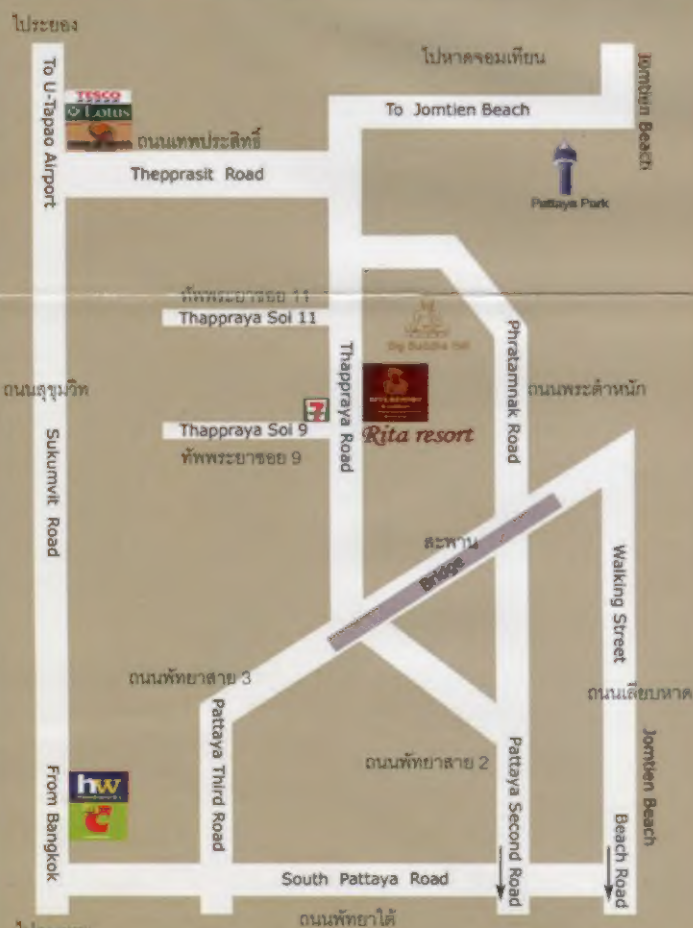 ไประยอง
To U-Tapao Airport
TESCO
Lotus
ถนนเทพประสิทธิ์
Thepprasit Road
ไปหาดจอมเทียน
To Jomtien Beach
Jomtien Beach
Pattaya Park
ทัพพระยาซอย 11
Thappraya Soi 11
Big Buddha Hill
Thappraya Road
Phratamnak Road
ถนนสุขุมวิท
ถนนพระตำหนัก
7
Thappraya Soi 9
ทัพพระยาซอย 9
Rita resort
Sukumvit Road
สะพาน
Bridge
Walking Street
ถนนพัทยาสาย 3
ถนนเลียบหาด
Pattaya Third Road
ถนนพัทยาสาย 2
Pattaya Second Road
Jomtien Beach
From Bangkok
hw
C
Beach Road
South Pattaya Road
ถนนพัทยาใต้